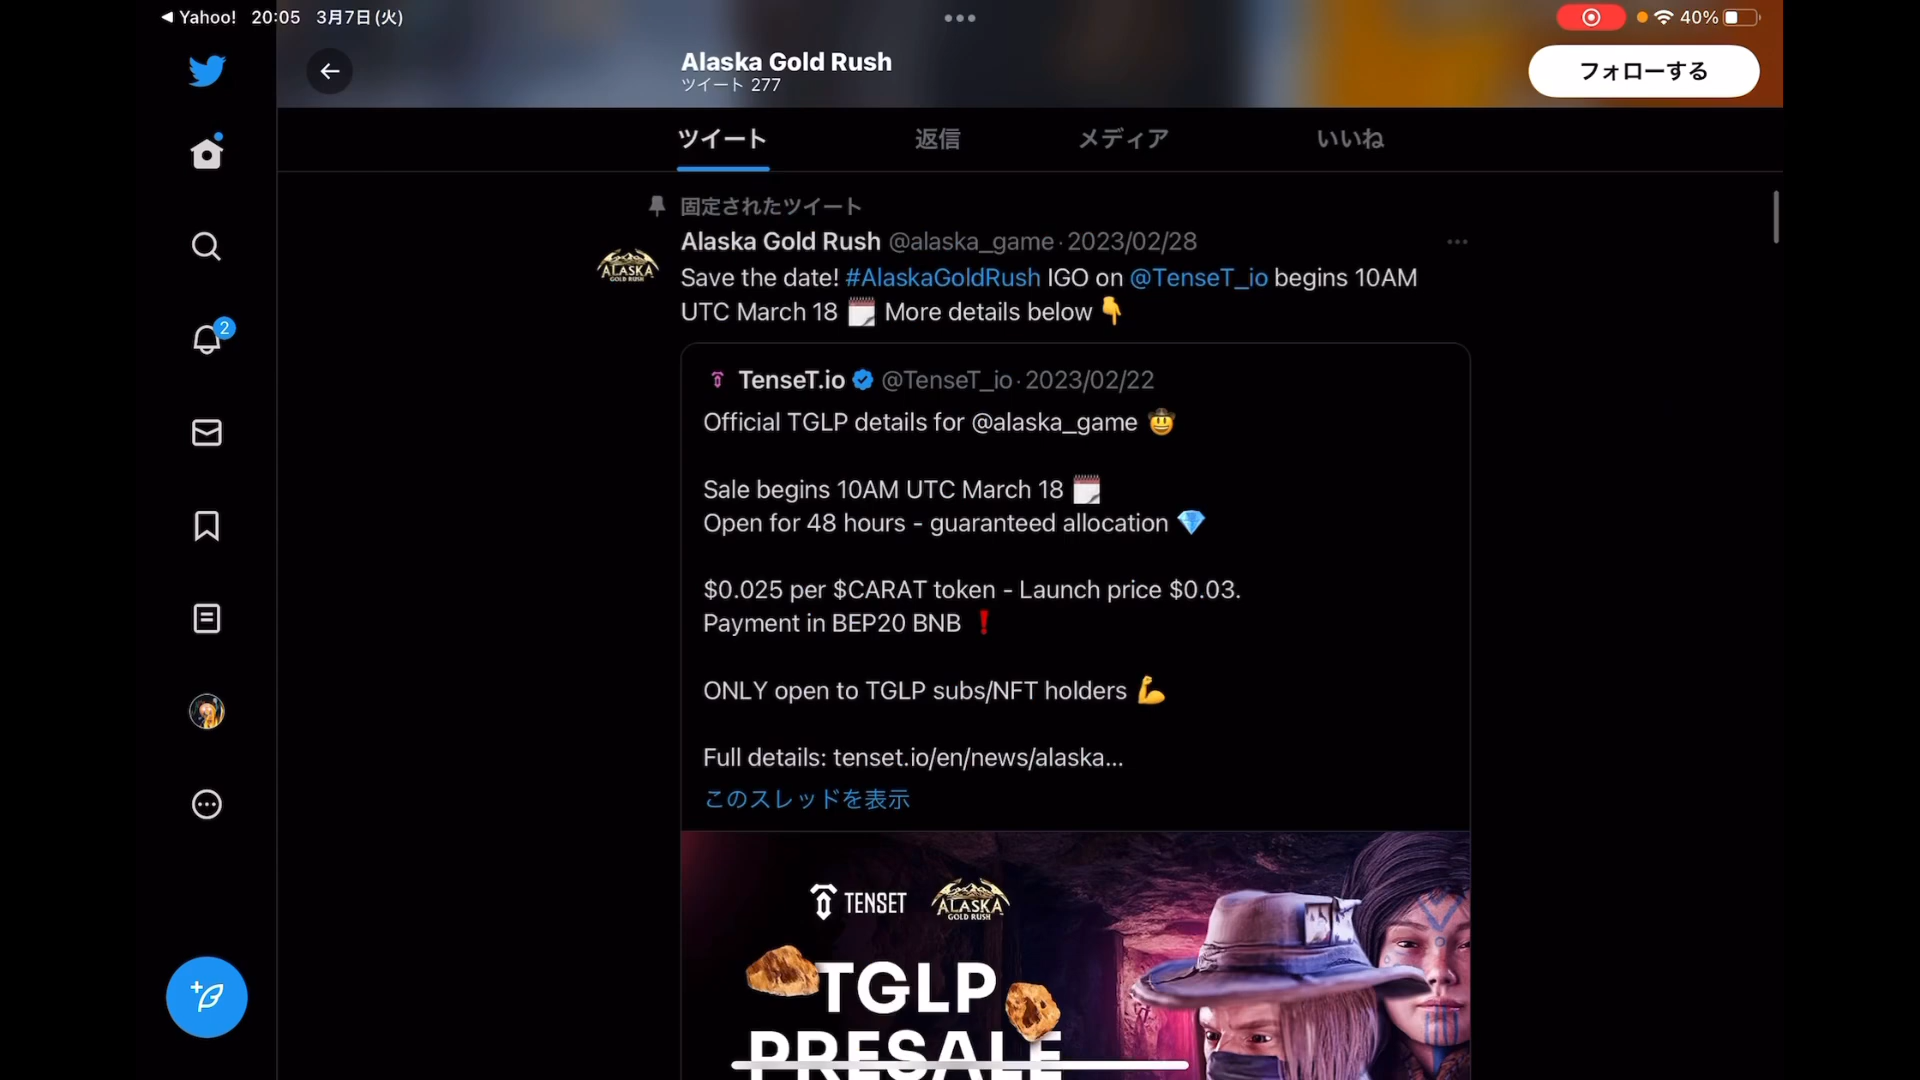 ◀ Yahoo! 20:05 3月7日(火)
40%
Alaska Gold Rush
ツイート 277
フォローする
ツイート 返信 メディア いいね
固定されたツイート
Alaska Gold Rush @alaska_game · 2023/02/28
Save the date! #AlaskaGoldRush IGO on @TenseT_io begins 10AM
UTC March 18 🗓️ More details below 👇
ALASKA
GOLD RUSH
2
TenseT.io @TenseT_io · 2023/02/22
Official TGLP details for @alaska_game 🤠
Sale begins 10AM UTC March 18 🗓️
Open for 48 hours - guaranteed allocation 💎
$0.025 per $CARAT token - Launch price $0.03.
Payment in BEP20 BNB ❗
ONLY open to TGLP subs/NFT holders 💪
Full details: tenset.io/en/news/alaska...
このスレッドを表示
TENSET
ALASKA
GOLD RUSH
TGLP
PRESALE